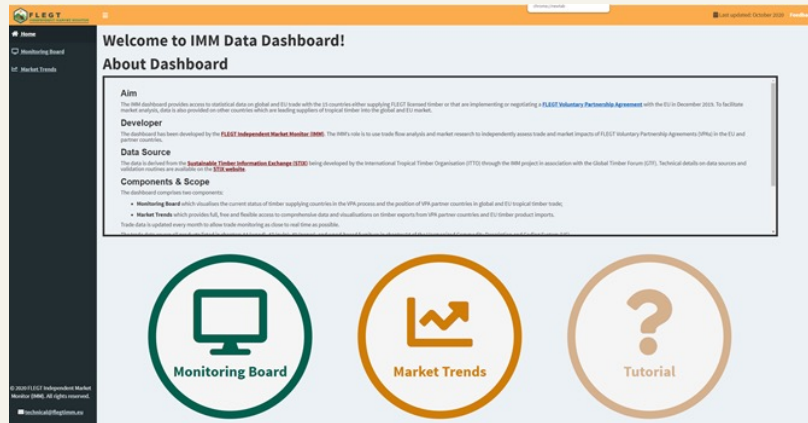 FLEGT
Last updated: October 2020 Feedba
Home
Monitoring Board
Market Trends
Welcome to IMM Data Dashboard!
About Dashboard
Aim
The IMM dashboard provides access to statistical data on global and EU trade with the 15 countries either supplying FLEGT licensed timber or that are implementing or negotiating a FLEGT Voluntary Partnership Agreement with the EU in December 2019. To facilitate
market analysis, data is also provided on other countries which are leading suppliers of tropical timber into the global and EU market.
Developer
The dashboard has been developed by the FLEGT Independent Market Monitor (IMM). The IMM's role is to use trade flow analysis and market research to independently assess trade and market impacts of FLEGT Voluntary Partnership Agreements (VPAs) in the EU and
partner countries.
Data Source
The data is derived from the Sustainable Timber Information Exchange (STIX) being developed by the International Tropical Timber Organisation (ITTO) through the IMM project in association with the Global Timber Forum (GTF). Technical details on data sources and
validation routines are available on the STIX website.
Components & Scope
The dashboard comprises two components:
• Monitoring Board which visualises the current status of timber supplying countries in the VPA process and the position of VPA partner countries in global and EU tropical timber trade;
• Market Trends which provides full, free and flexible access to comprehensive data and visualisations on timber exports from VPA partner countries and EU timber product imports.
Trade data is updated every month to allow trade monitoring as close to real time as possible.
Monitoring Board
Market Trends
?
Tutorial
© 2020 FLEGT Independent Market
Monitor (IMM). All rights reserved.
technical@flegtimm.eu